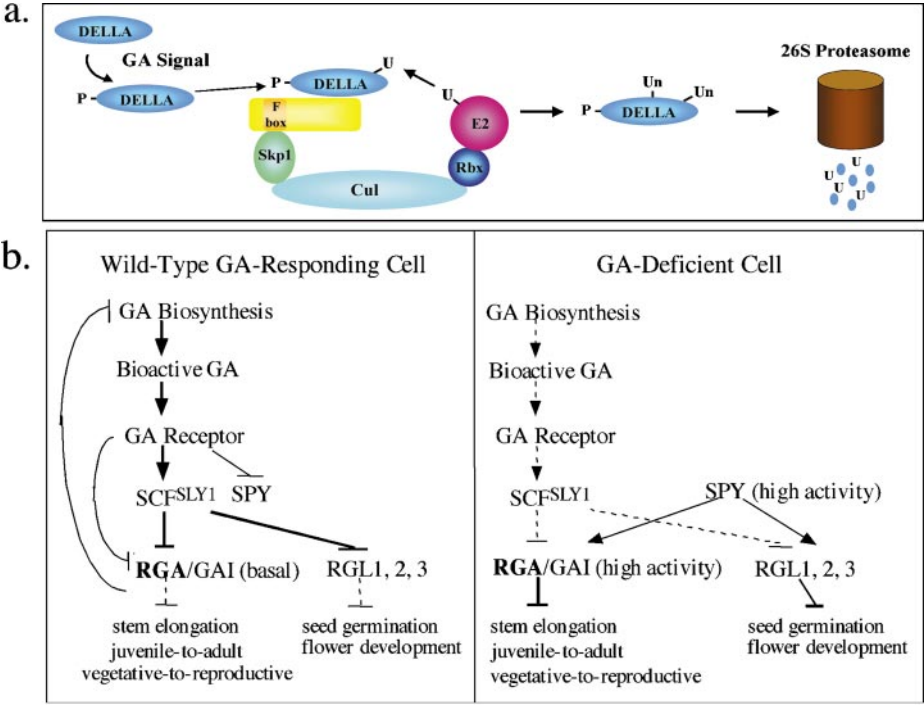 a.
DELLA
GA Signal
P DELLA
P DELLA U
F
box
Skp1
Cul
Rbx
E2
U
Un
Un
P DELLA
26S Proteasome
U
U
U
U
b.
Wild-Type GA-Responding Cell
GA Biosynthesis
Bioactive GA
GA Receptor
SCFSLY1
SPY
RGA/GAI (basal)
RGL1, 2, 3
stem elongation
juvenile-to-adult
vegetative-to-reproductive
seed germination
flower development
GA-Deficient Cell
GA Biosynthesis
Bioactive GA
GA Receptor
SCFSLY1
SPY (high activity)
RGA/GAI (high activity)
RGL1, 2, 3
stem elongation
juvenile-to-adult
vegetative-to-reproductive
seed germination
flower development